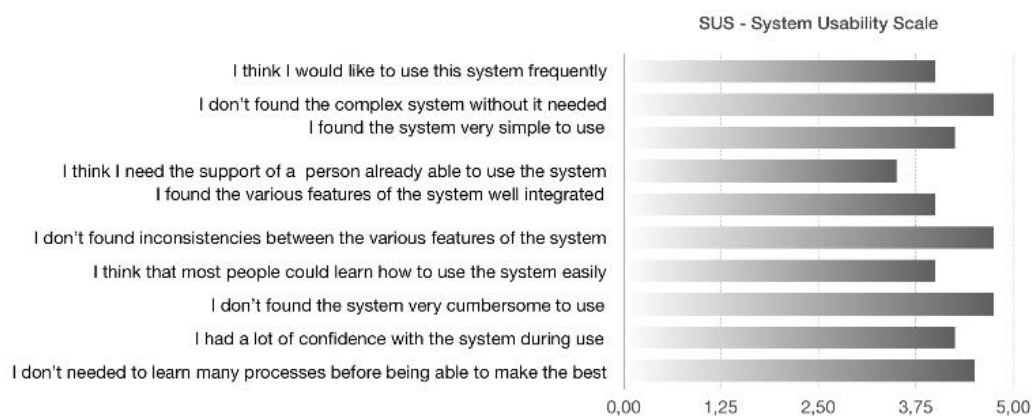 SUS - System Usability Scale
I think I would like to use this system frequently
I don't found the complex system without it needed
I found the system very simple to use
I think I need the support of a person already able to use the system
I found the various features of the system well integrated
I don't found inconsistencies between the various features of the system
I think that most people could learn how to use the system easily
I don't found the system very cumbersome to use
I had a lot of confidence with the system during use
I don't needed to learn many processes before being able to make the best
0,00 1,25 2,50 3,75 5,00